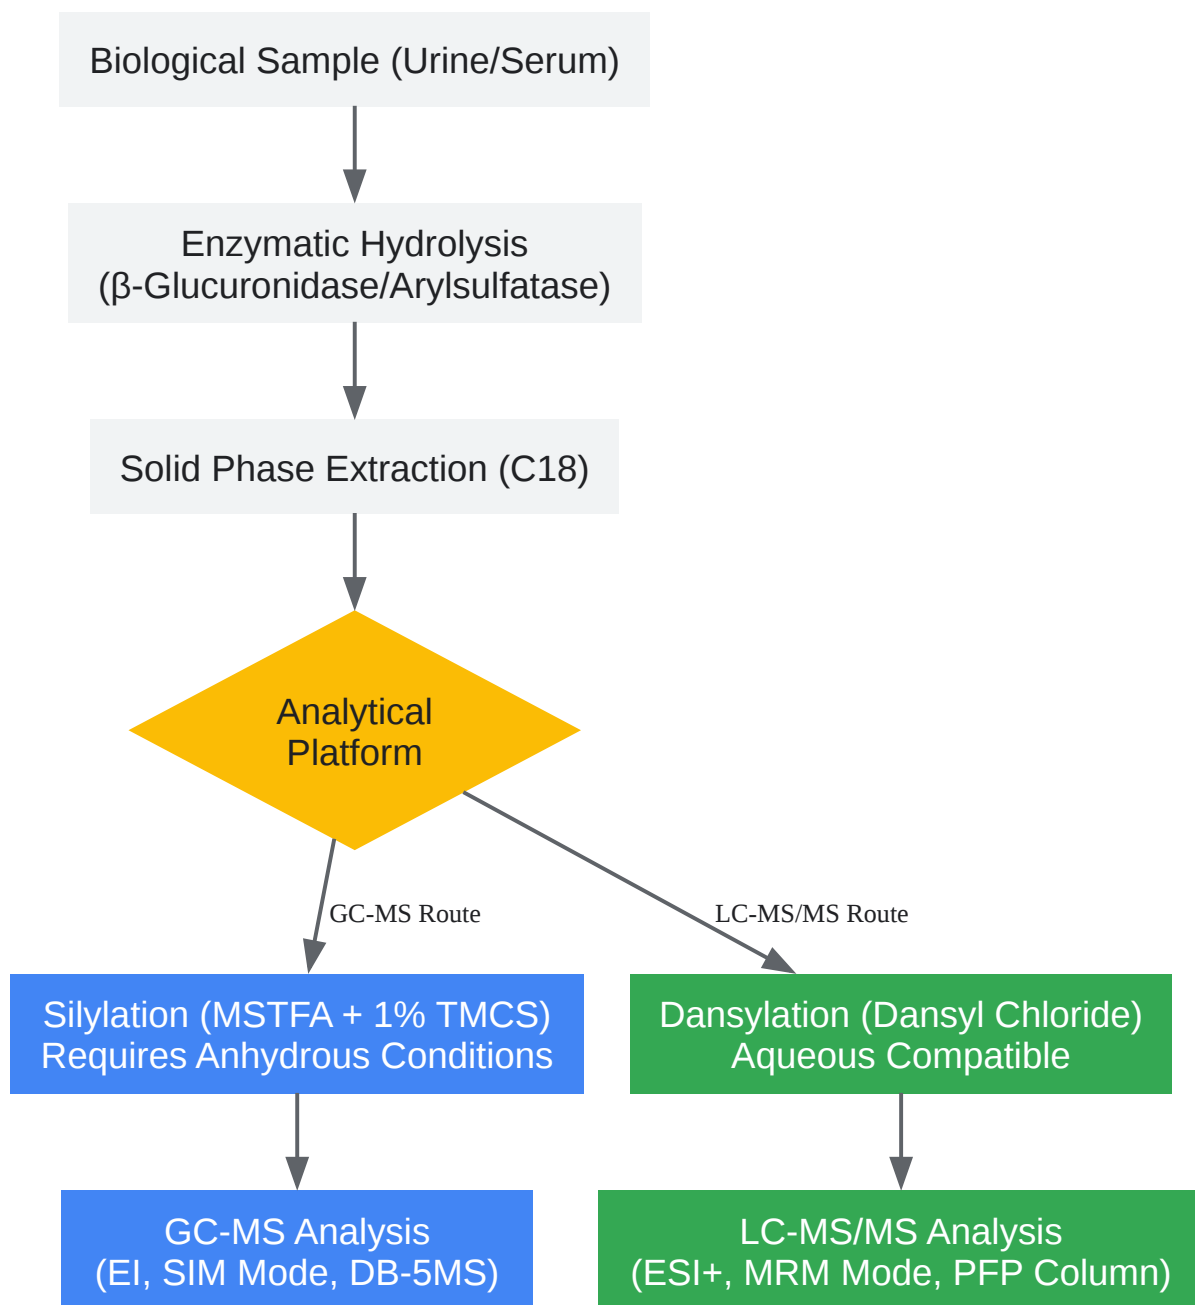 Biological Sample (Urine/Serum)
Enzymatic Hydrolysis
(β-Glucuronidase/Arylsulfatase)
Solid Phase Extraction (C18)
Analytical
Platform
GC-MS Route
LC-MS/MS Route
Silylation (MSTFA + 1% TMCS)
Requires Anhydrous Conditions
Dansylation (Dansyl Chloride)
Aqueous Compatible
GC-MS Analysis
(EI, SIM Mode, DB-5MS)
LC-MS/MS Analysis
(ESI+, MRM Mode, PFP Column)